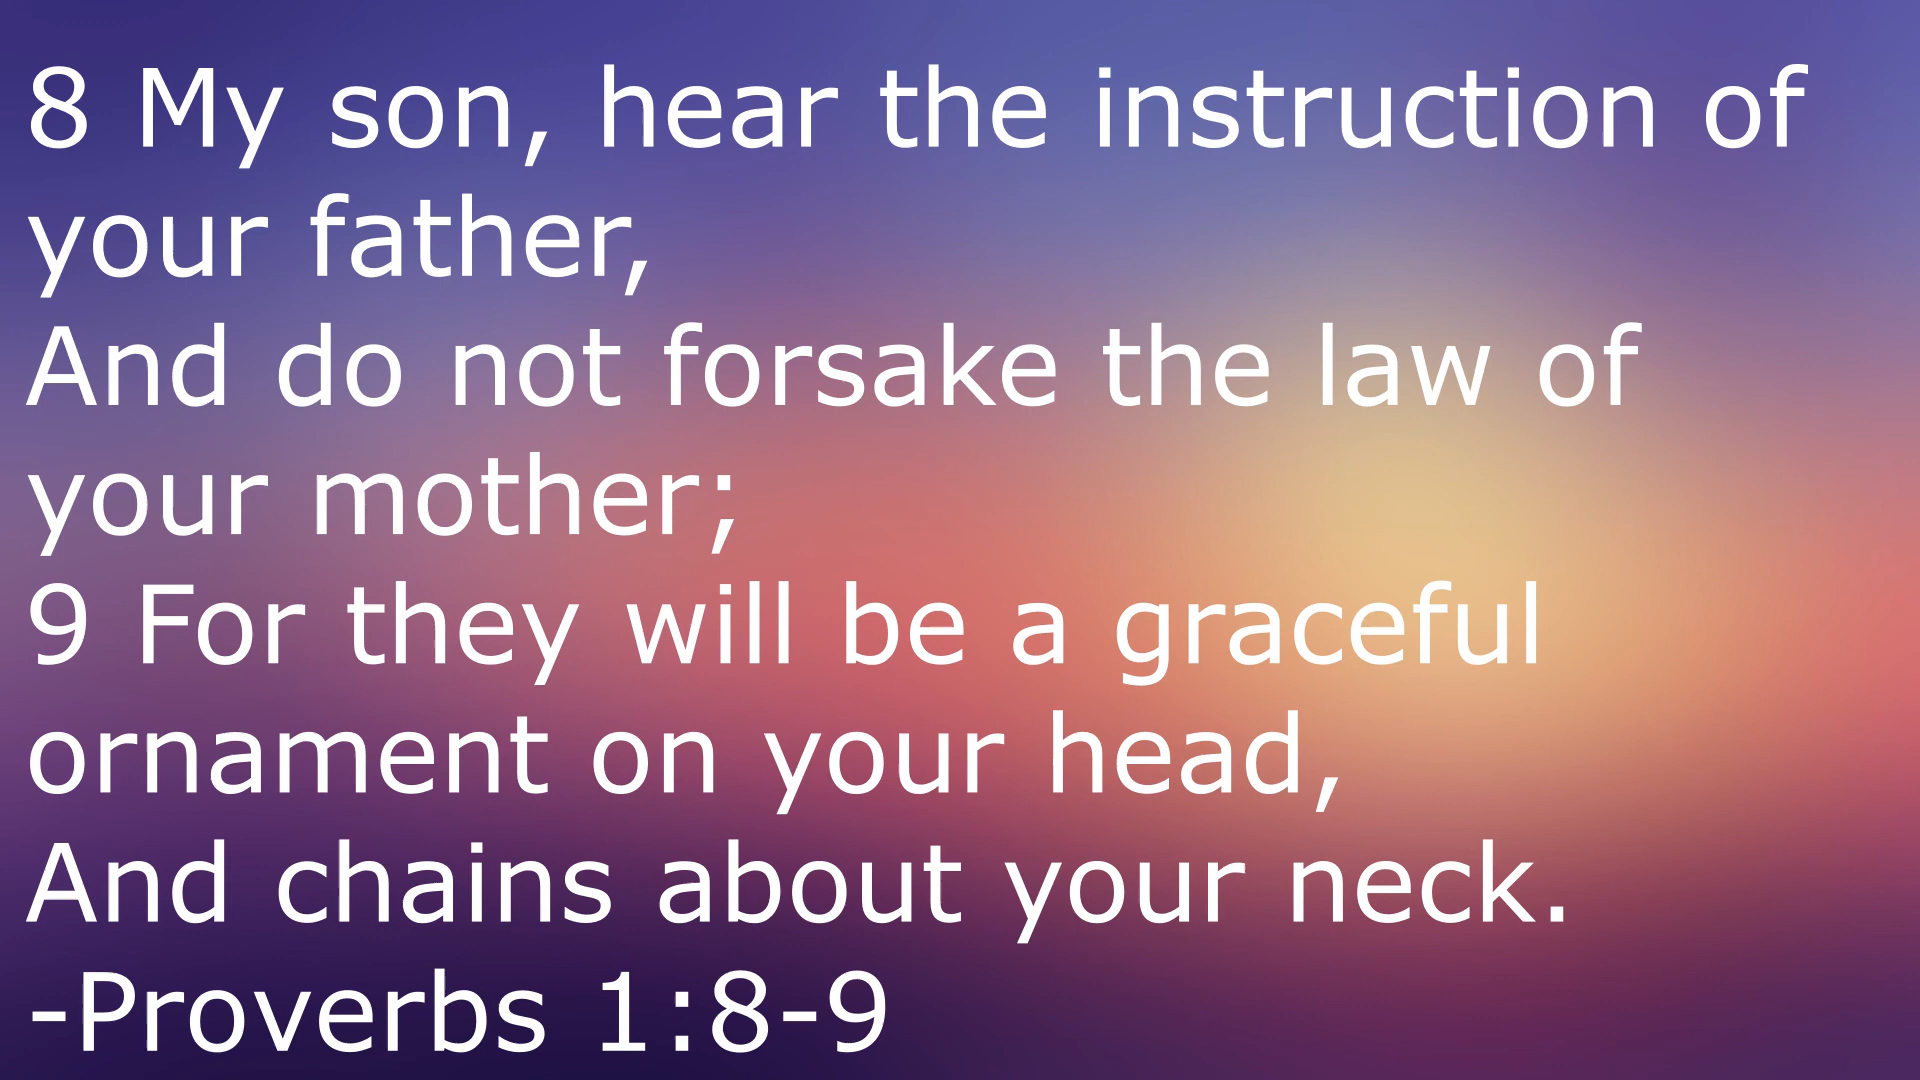 8 My son, hear the instruction of
your father,
And do not forsake the law of
your mother;
9 For they will be a graceful
ornament on your head,
And chains about your neck.
-Proverbs 1:8-9